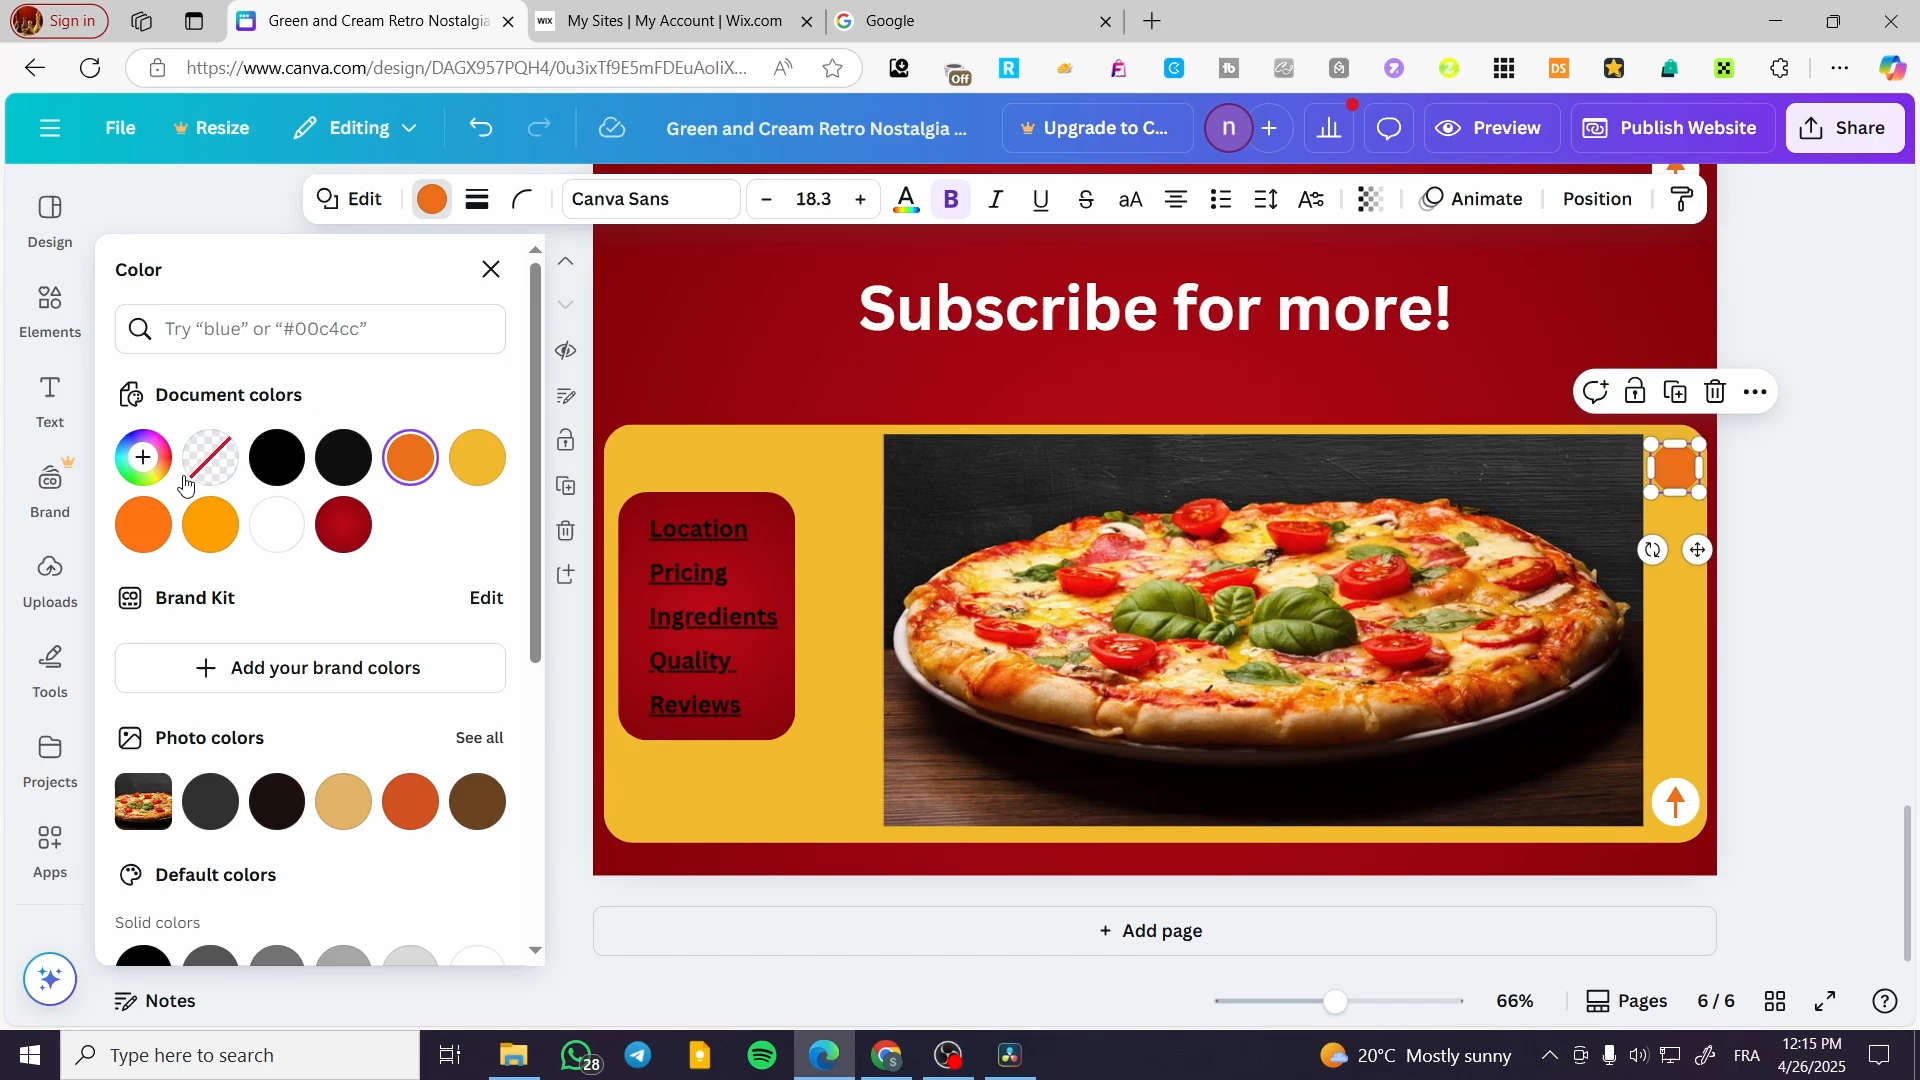 Sign in
Green and Cream Retro Nostalgia
My Sites | My Account | Wix.com
Google
https://www.canva.com/design/DAGX957PQH4/0u3ixTf9E5mFDEuAoliX...
Off
File
Resize
Editing
Green and Cream Retro Nostalgia ...
Upgrade to C...
n
Preview
Publish Website
Share
Edit
Canva Sans
18.3
B
aA
Animate
Position
Design
Elements
Text
Brand
Uploads
Tools
Projects
Apps
Color
Try “blue” or “#00c4cc”
Document colors
Brand Kit
Edit
Add your brand colors
Photo colors
See all
Default colors
Solid colors
Subscribe for more!
Location
Pricing
Ingredients
Quality
Reviews
+ Add page
Notes
66%
Pages
6 / 6
Type here to search
28
20°C Mostly sunny
FRA
12:15 PM
4/26/2025